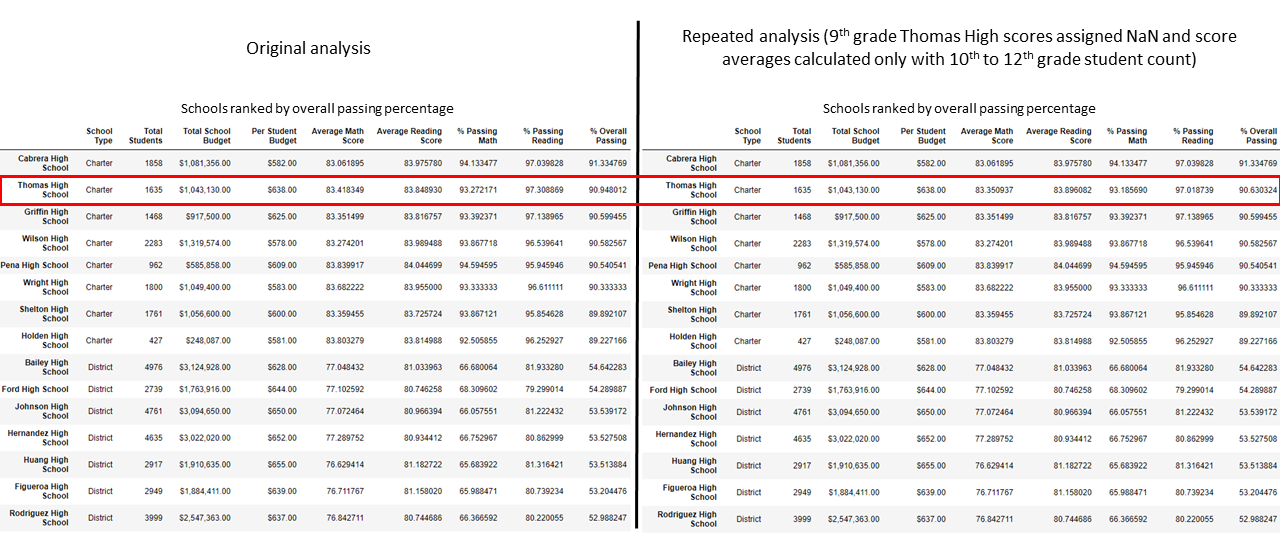 Original analysis
Schools ranked by overall passing percentage
School Type Total Students Total School Budget Per Student Budget Average Math Score Average Reading Score % Passing Math % Passing Reading % Overall Passing
Cabrera High School Charter 1858 $1,081,356.00 $582.00 83.061895 83.975780 94.133477 97.039828 91.334769
Thomas High School Charter 1635 $1,043,130.00 $638.00 83.418349 83.848930 93.272171 97.308869 90.948012
Griffin High School Charter 1468 $917,500.00 $625.00 83.351499 83.816757 93.392371 97.138965 90.599455
Wilson High School Charter 2283 $1,319,574.00 $578.00 83.274201 83.989488 93.867718 96.539641 90.582567
Pena High School Charter 962 $585,858.00 $609.00 83.839917 84.044699 94.594595 95.945946 90.540541
Wright High School Charter 1800 $1,049,400.00 $583.00 83.682222 83.955000 93.333333 96.611111 90.333333
Shelton High School Charter 1761 $1,056,600.00 $600.00 83.359455 83.725724 93.867121 95.854628 89.892107
Holden High School Charter 427 $248,087.00 $581.00 83.803279 83.814988 92.505855 96.252927 89.227166
Bailey High School District 4976 $3,124,928.00 $628.00 77.048432 81.033963 66.680064 81.933280 54.642283
Ford High School District 2739 $1,763,916.00 $644.00 77.102592 80.746258 68.309602 79.299014 54.289887
Johnson High School District 4761 $3,094,650.00 $650.00 77.072464 80.966394 66.057551 81.222432 53.539172
Hernandez High School District 4635 $3,022,020.00 $652.00 77.289752 80.934412 66.752967 80.862999 53.527508
Huang High School District 2917 $1,910,635.00 $655.00 76.629414 81.182722 65.683922 81.316421 53.513884
Figueroa High School District 2949 $1,884,411.00 $639.00 76.711767 81.158020 65.988471 80.739234 53.204476
Rodriguez High School District 3999 $2,547,363.00 $637.00 76.842711 80.744686 66.366592 80.220055 52.988247
Repeated analysis (9th grade Thomas High scores assigned NaN and score
averages calculated only with 10th to 12th grade student count)
Schools ranked by overall passing percentage
School Type Total Students Total School Budget Per Student Budget Average Math Score Average Reading Score % Passing Math % Passing Reading % Overall Passing
Cabrera High School Charter 1858 $1,081,356.00 $582.00 83.061895 83.975780 94.133477 97.039828 91.334769
Thomas High School Charter 1635 $1,043,130.00 $638.00 83.350937 83.896082 93.185690 97.018739 90.630324
Griffin High School Charter 1468 $917,500.00 $625.00 83.351499 83.816757 93.392371 97.138965 90.599455
Wilson High School Charter 2283 $1,319,574.00 $578.00 83.274201 83.989488 93.867718 96.539641 90.582567
Pena High School Charter 962 $585,858.00 $609.00 83.839917 84.044699 94.594595 95.945946 90.540541
Wright High School Charter 1800 $1,049,400.00 $583.00 83.682222 83.955000 93.333333 96.611111 90.333333
Shelton High School Charter 1761 $1,056,600.00 $600.00 83.359455 83.725724 93.867121 95.854628 89.892107
Holden High School Charter 427 $248,087.00 $581.00 83.803279 83.814988 92.505855 96.252927 89.227166
Bailey High School District 4976 $3,124,928.00 $628.00 77.048432 81.033963 66.680064 81.933280 54.642283
Ford High School District 2739 $1,763,916.00 $644.00 77.102592 80.746258 68.309602 79.299014 54.289887
Johnson High School District 4761 $3,094,650.00 $650.00 77.072464 80.966394 66.057551 81.222432 53.539172
Hernandez High School District 4635 $3,022,020.00 $652.00 77.289752 80.934412 66.752967 80.862999 53.527508
Huang High School District 2917 $1,910,635.00 $655.00 76.629414 81.182722 65.683922 81.316421 53.513884
Figueroa High School District 2949 $1,884,411.00 $639.00 76.711767 81.158020 65.988471 80.739234 53.204476
Rodriguez High School District 3999 $2,547,363.00 $637.00 76.842711 80.744686 66.366592 80.220055 52.988247